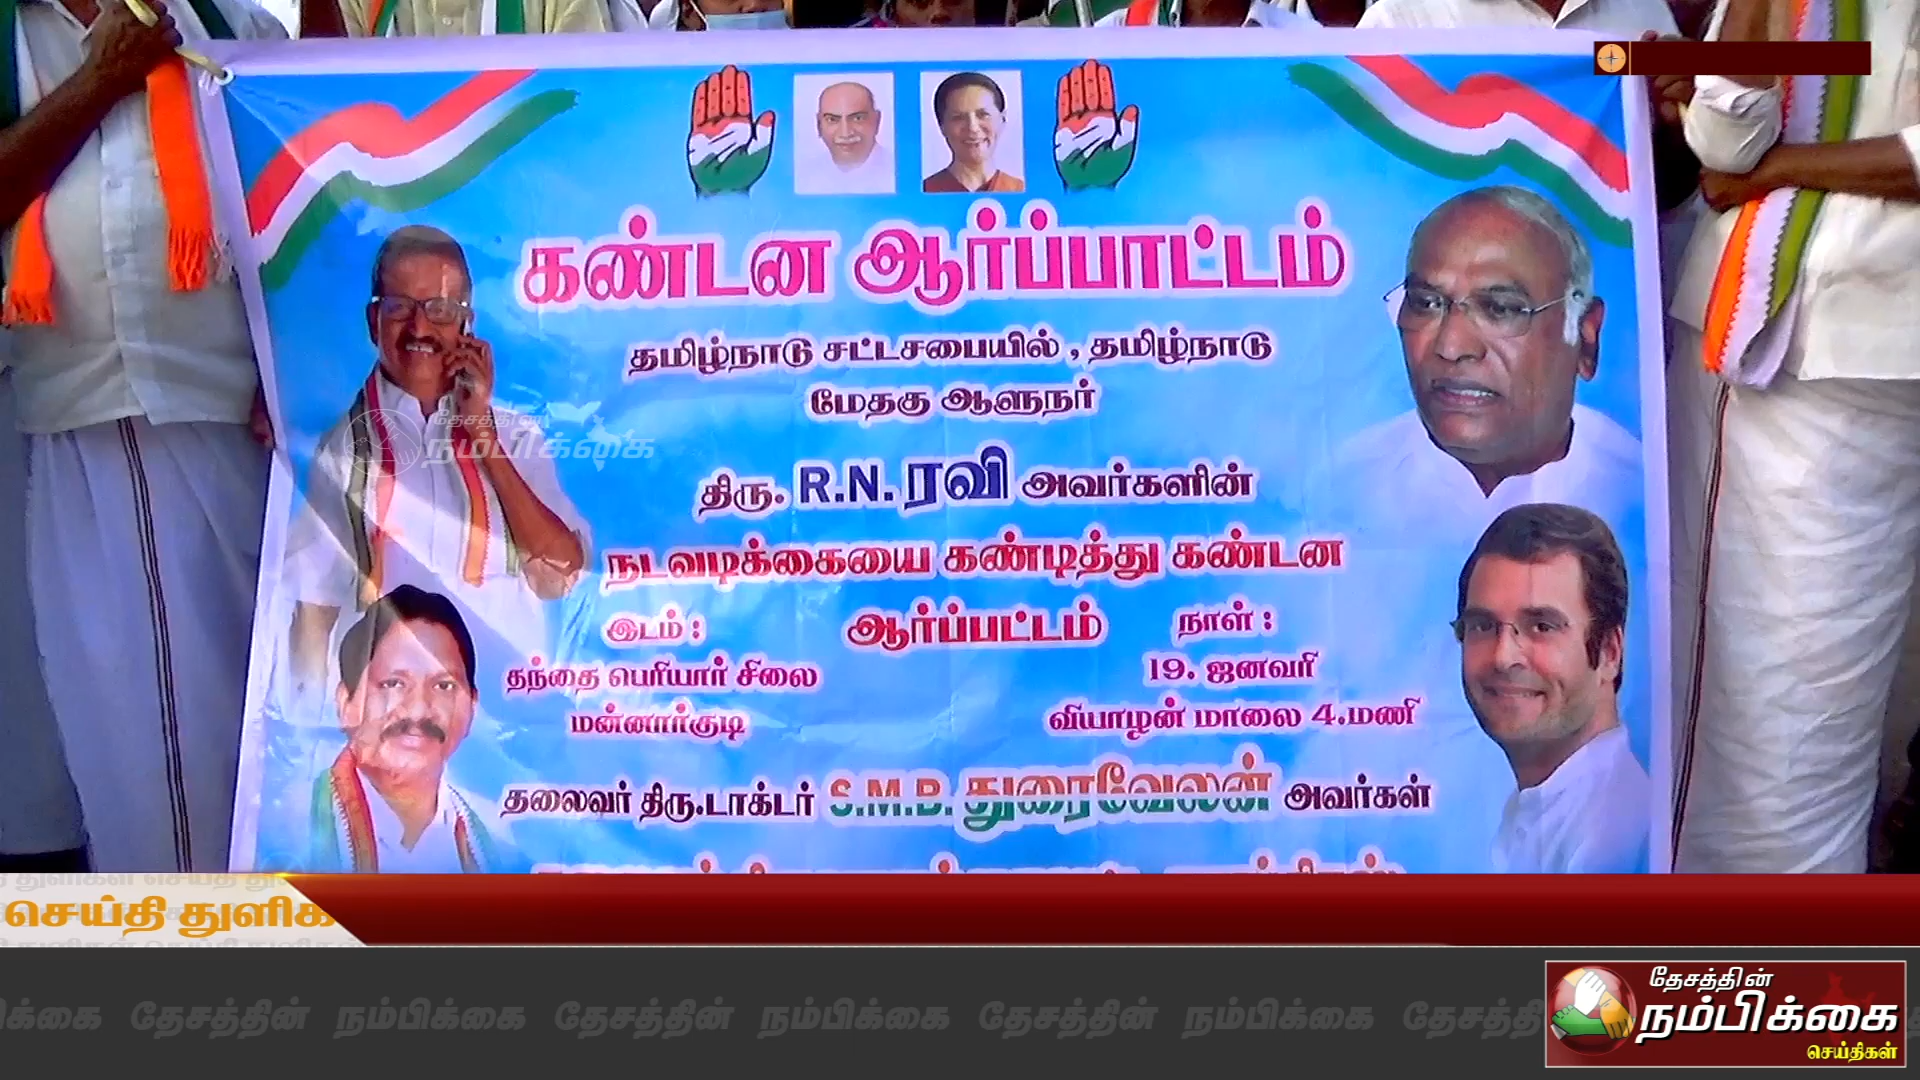 கண்டன ஆர்ப்பாட்டம்
தமிழ்நாடு சட்டசபையில் , தமிழ்நாடு
மேதகு ஆளுநர்
திரு. R.N. ரவி அவர்களின்
நடவடிக்கையை கண்டித்து கண்டன
ஆர்ப்பட்டம்
இடம் :
தந்தை பெரியார் சிலை
மன்னார்குடி
நாள் :
19. ஜனவரி
வியாழன் மாலை 4.மணி
தலைவர் திரு.டாக்டர் S.M.B. துரைவேலன் அவர்கள்
தேசத்தின்
நம்பிக்கை
செய்தி துளிக
தேசத்தின் நம்பிக்கை தேசத்தின் நம்பிக்கை தேசத்தின் நம்பிக்கை
தேசத்தின்
நம்பிக்கை
செய்திகள்